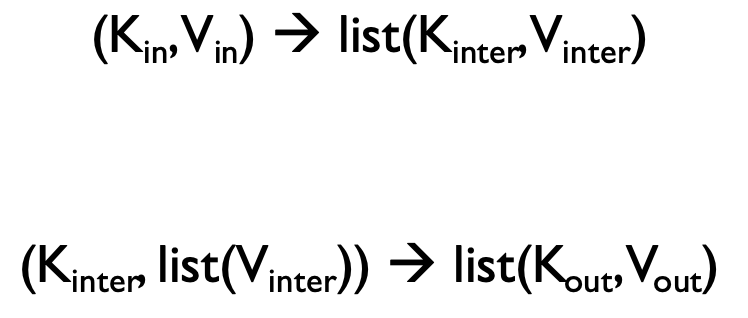 (K_in,V_in) → list(K_inter,V_inter)
(K_inter, list(V_inter)) → list(K_out,V_out)